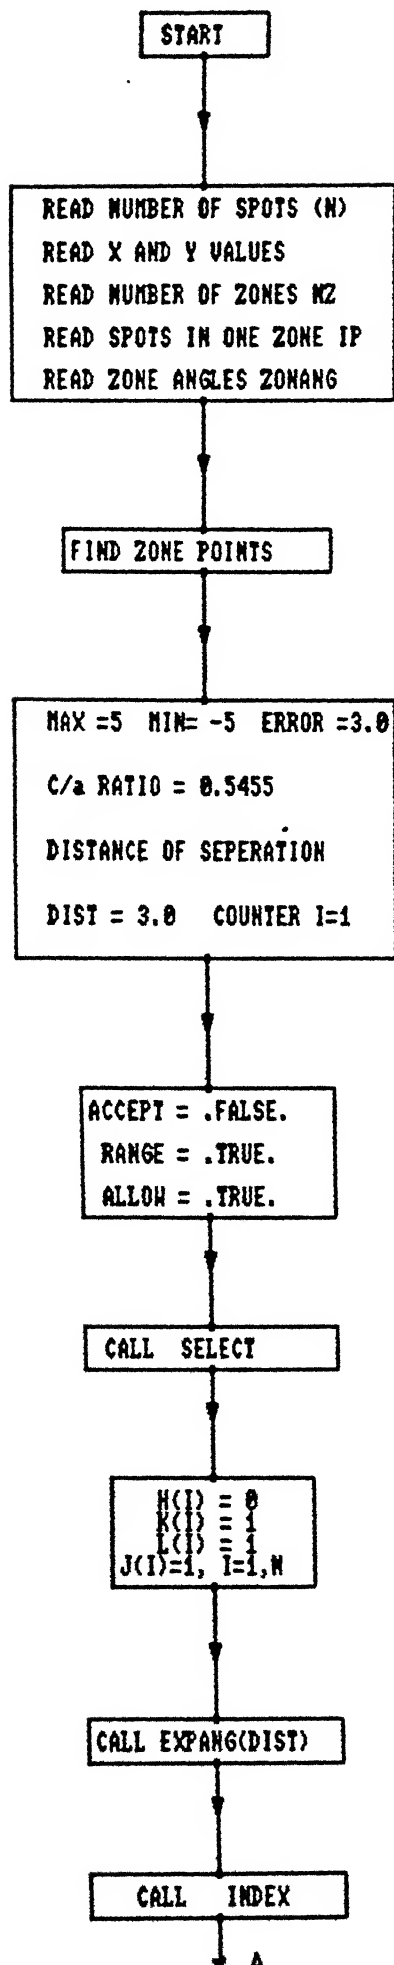 START
READ NUMBER OF SPOTS (N)
READ X AND Y VALUES
READ NUMBER OF ZONES NZ
READ SPOTS IN ONE ZONE IP
READ ZONE ANGLES ZONANG
FIND ZONE POINTS
MAX =5 MIN= -5 ERROR =3.0
C/a RATIO = 0.5455
DISTANCE OF SEPERATION
DIST = 3.0 COUNTER I=1
ACCEPT = .FALSE.
RANGE = .TRUE.
ALLOW = .TRUE.
CALL SELECT
H(I) = 0
K(I) = 1
L(I) = 1
J(I)=1, I=1,N
CALL EXPANG(DIST)
CALL INDEX
A